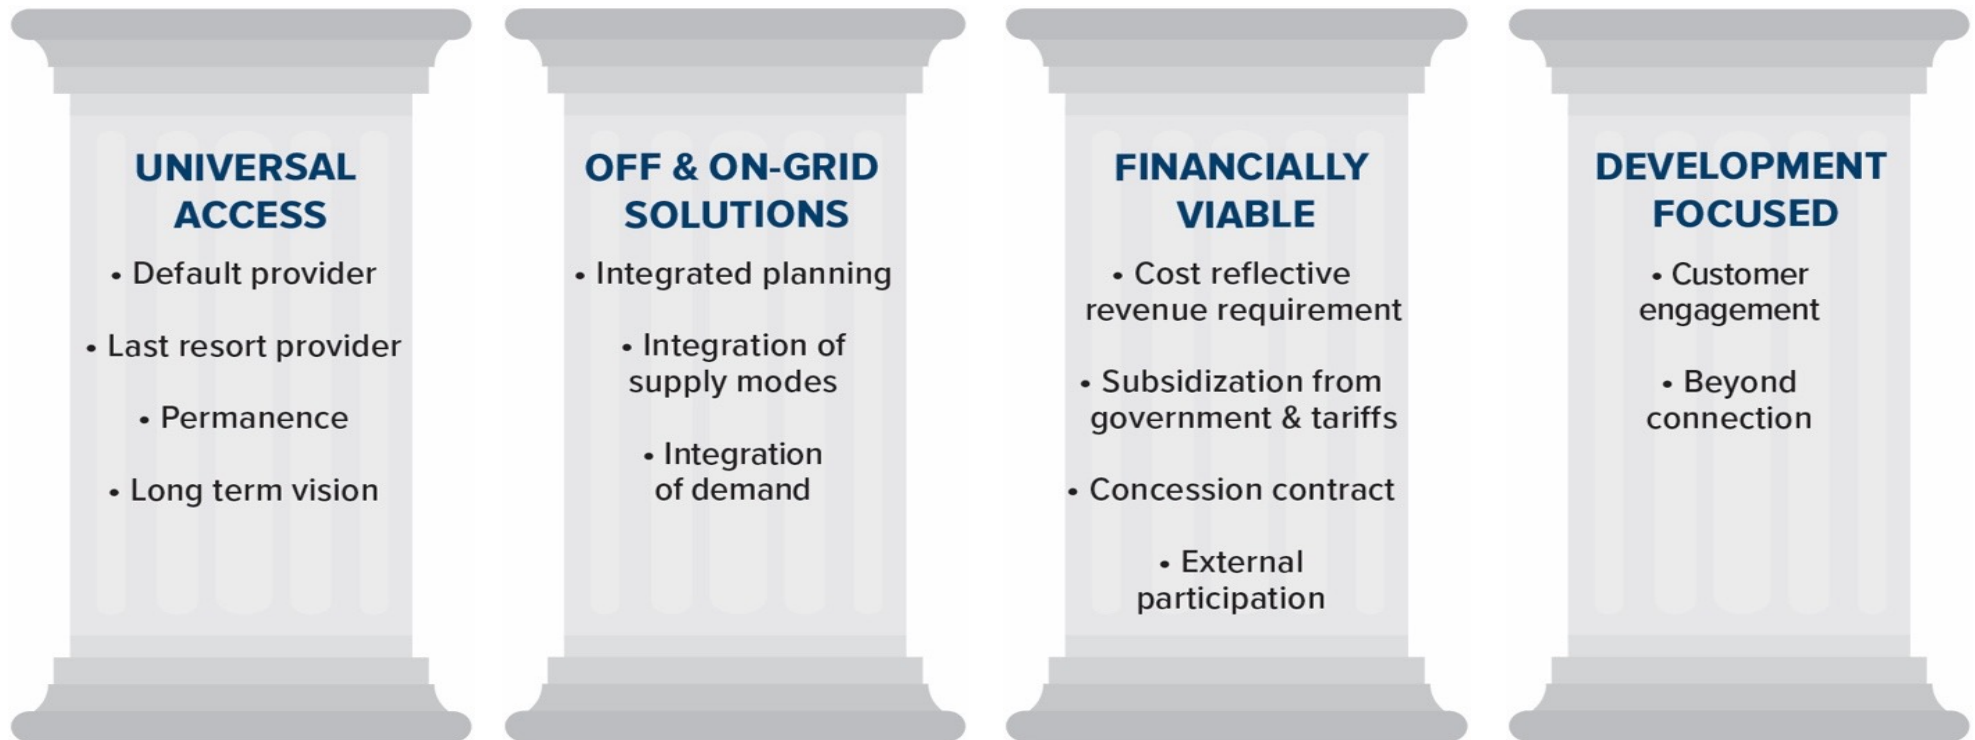 UNIVERSAL
ACCESS
• Default provider
• Last resort provider
• Permanence
• Long term vision
OFF & ON-GRID
SOLUTIONS
• Integrated planning
• Integration of
supply modes
• Integration
of demand
FINANCIALLY
VIABLE
• Cost reflective
revenue requirement
• Subsidization from
government & tariffs
• Concession contract
• External
participation
DEVELOPMENT
FOCUSED
• Customer
engagement
• Beyond
connection